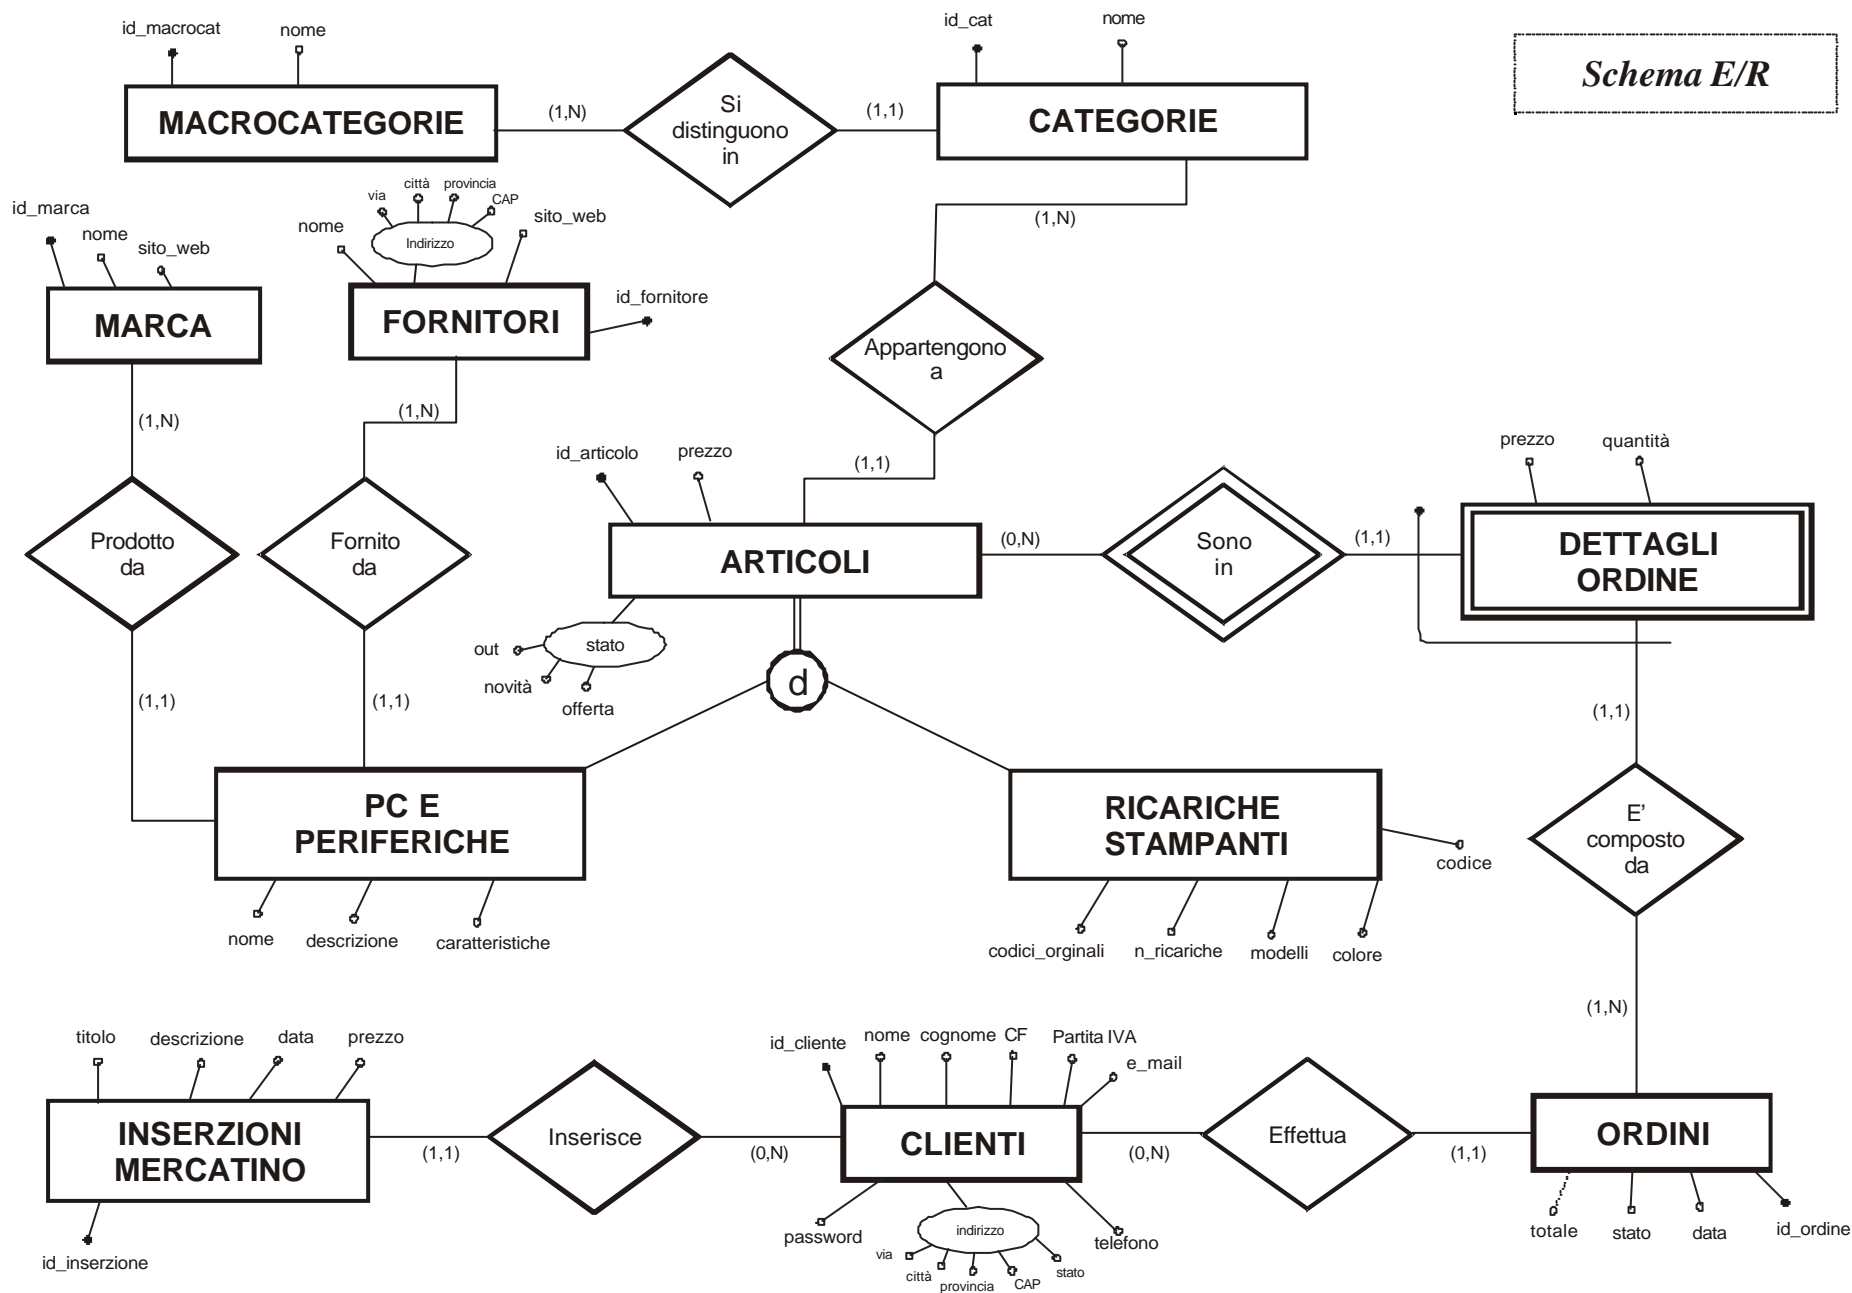 id_macrocat
nome
id_cat
nome
Schema E/R
MACROCATEGORIE
(1,N)
Si
distinguono
in
(1,1)
CATEGORIE
id_marca
nome
sito_web
MARCA
nome
via
città
provincia
CAP
Indirizzo
sito_web
FORNITORI
id_fornitore
(1,N)
Appartengono
a
(1,1)
(1,N)
(1,N)
Prodotto
da
Fornito
da
id_articolo
prezzo
ARTICOLI
(0,N)
Sono
in
(1,1)
prezzo
quantità
DETTAGLI
ORDINE
out
stato
novità
offerta
d
(1,1)
(1,1)
(1,1)
PC E
PERIFERICHE
nome
descrizione
caratteristiche
RICARICHE
STAMPANTI
codice
codici_orginali
n_ricariche
modelli
colore
E’
composto
da
(1,N)
titolo
descrizione
data
prezzo
INSERZIONI
MERCATINO
id_inserzione
(1,1)
Inserisce
(0,N)
id_cliente
nome
cognome
CF
Partita IVA
e_mail
CLIENTI
password
indirizzo
via
città
provincia
CAP
stato
telefono
(0,N)
Effettua
(1,1)
ORDINI
totale
stato
data
id_ordine